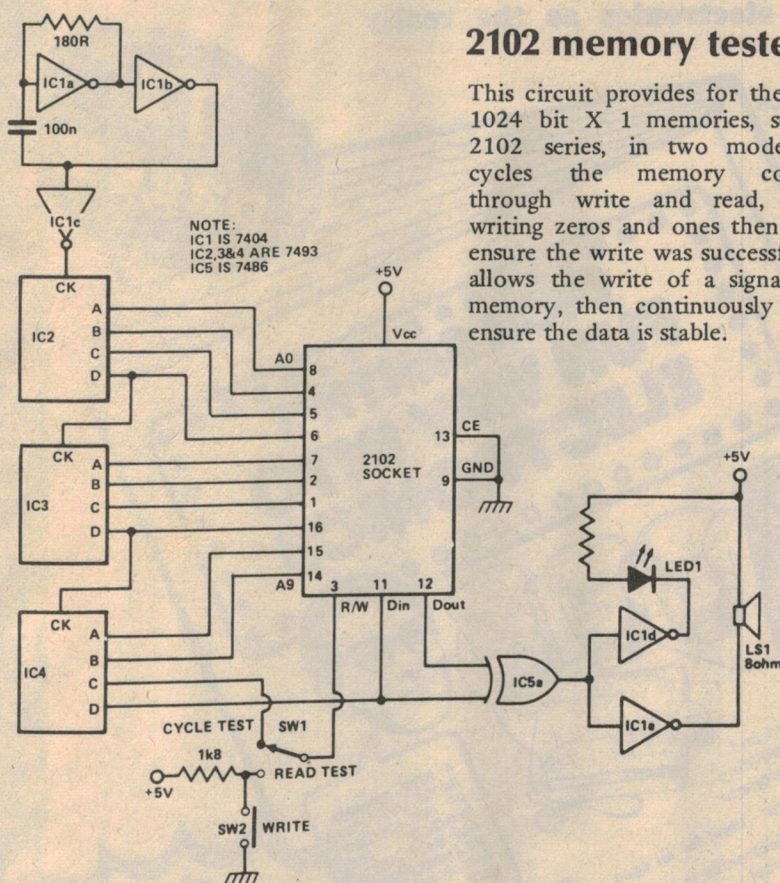 2102 memory teste
This circuit provides for the
1024 bit X 1 memories, s
2102 series, in two mode
cycles the memory co
through write and read,
writing zeros and ones then
ensure the write was successf
allows the write of a signa
memory, then continuously
ensure the data is stable.
180R
IC1a
IC1b
100n
IC1c
NOTE:
IC1 IS 7404
IC2,3&4 ARE 7493
IC5 IS 7486
+5V
Vcc
CK
IC2
A
B
C
D
A0
8
4
5
6
CK
IC3
A
B
C
D
7
2
1
16
15
14
A9
2102
SOCKET
13
CE
9
GND
3
11
12
R/W
Din
Dout
CK
IC4
A
B
C
D
+5V
LED1
IC1d
IC5a
IC1e
LS1
8ohm
CYCLE TEST
SW1
1k8
READ TEST
+5V
SW2
WRITE